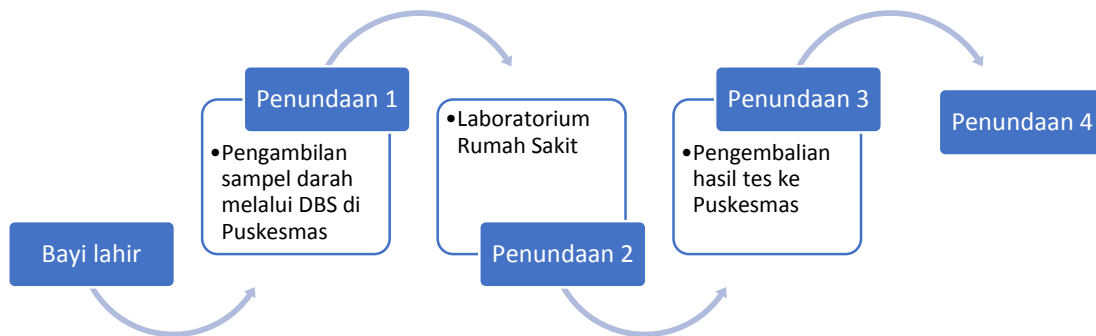 Bayi lahir
Penundaan 1
•Pengambilan
sampel darah
melalui DBS di
Puskesmas
•Laboratorium
Rumah Sakit
Penundaan 2
Penundaan 3
•Pengembalian
hasil tes ke
Puskesmas
Penundaan 4